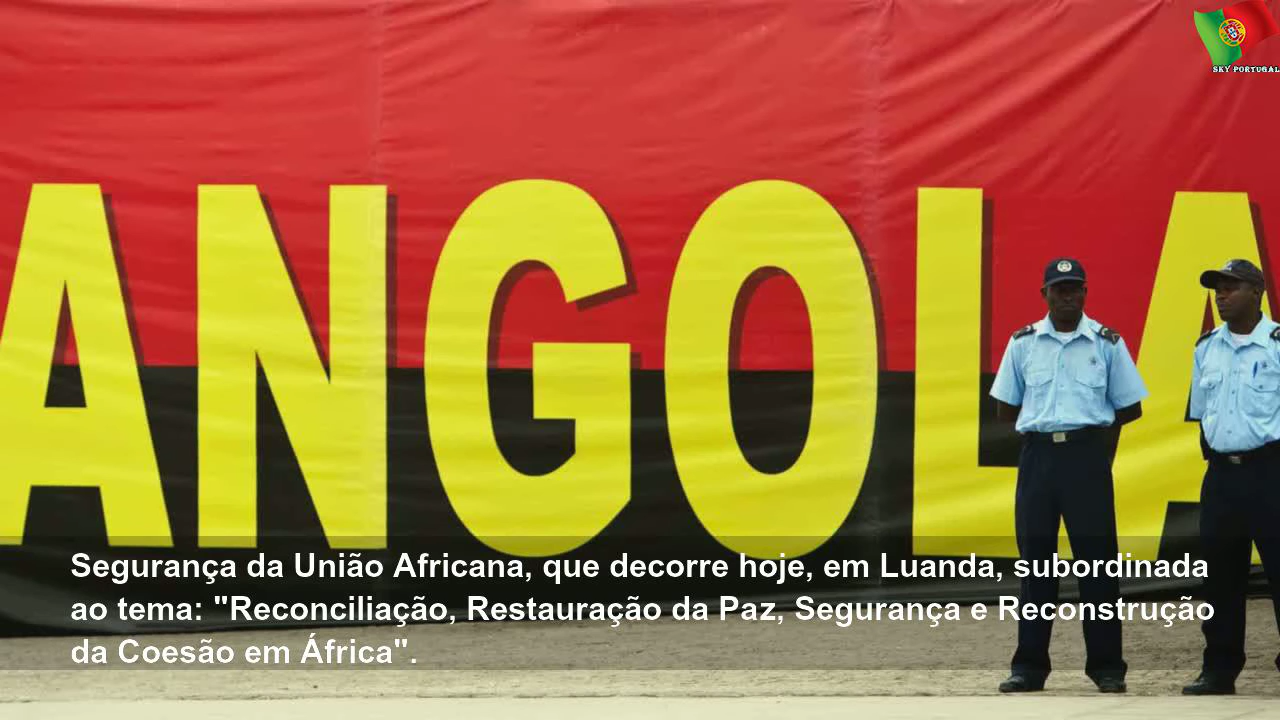 SKY PORTUGAL
ANGOLA
Segurança da União Africana, que decorre hoje, em Luanda, subordinada
ao tema: "Reconciliação, Restauração da Paz, Segurança e Reconstrução
da Coesão em África".